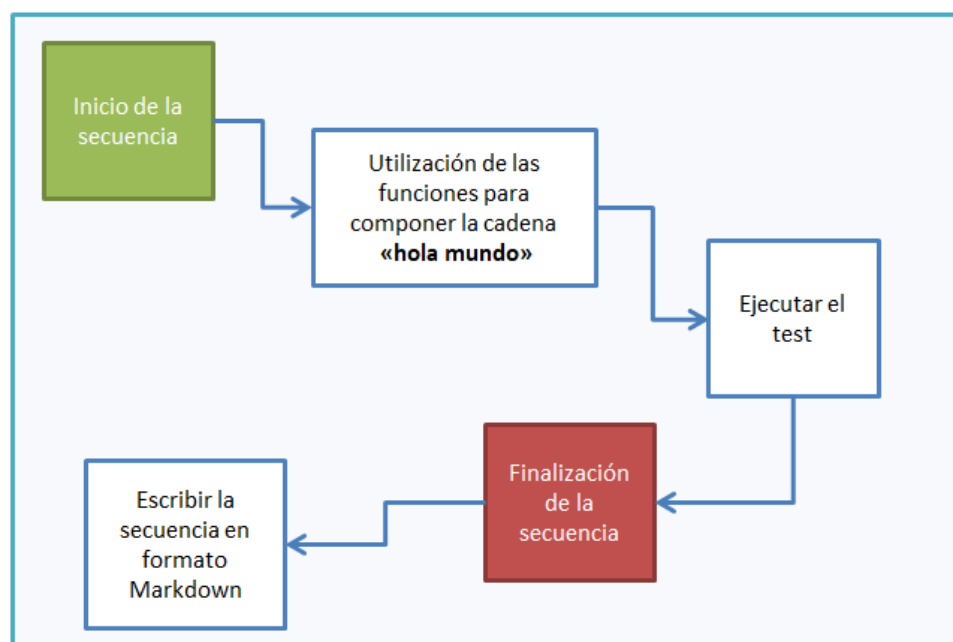 Inicio de la
secuencia
Utilización de las
funciones para
componer la cadena
«hola mundo»
Ejecutar el
test
Finalización
de la
secuencia
Escribir la
secuencia en
formato
Markdown